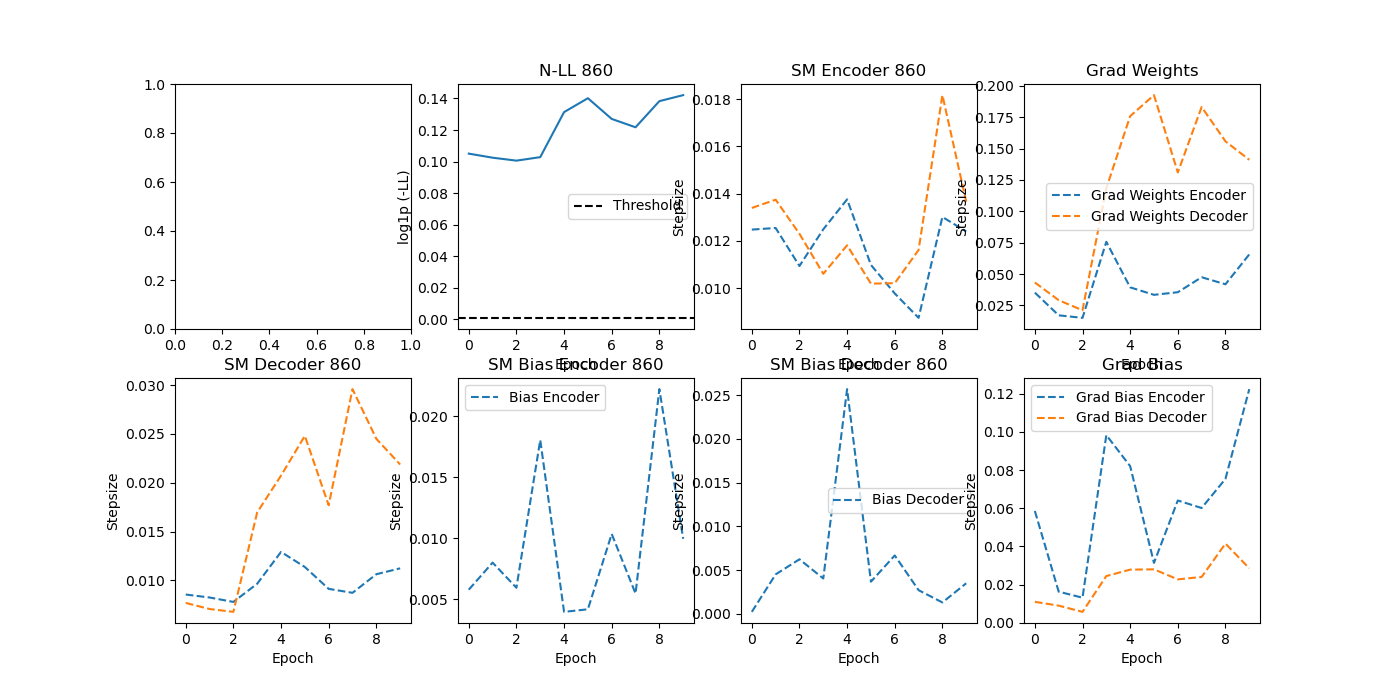 N-LL 860
SM Encoder 860
Grad Weights
1.0
0.8
0.6
0.4
0.2
0.0
0.0 0.2 0.4 0.6 0.8 1.0
log1p (-LL)
0.14
0.12
0.10
0.08
0.06
0.04
0.02
0.00
Threshold
0 2 4 6 8
Epoch
Stepsize
0.018
0.016
0.014
0.012
0.010
0 2 4 6 8
Epoch
Stepsize
0.200
0.175
0.150
0.125
0.100
0.075
0.050
0.025
Grad Weights Encoder
Grad Weights Decoder
0 2 4 6 8
Epoch
SM Decoder 860
SM Bias Encoder 860
SM Bias Decoder 860
Grad Bias
Stepsize
0.030
0.025
0.020
0.015
0.010
0 2 4 6 8
Epoch
Stepsize
0.020
0.015
0.010
0.005
Bias Encoder
0 2 4 6 8
Epoch
Stepsize
0.025
0.020
0.015
0.010
0.005
0.000
Bias Decoder
0 2 4 6 8
Epoch
Stepsize
0.12
0.10
0.08
0.06
0.04
0.02
0.00
Grad Bias Encoder
Grad Bias Decoder
0 2 4 6 8
Epoch